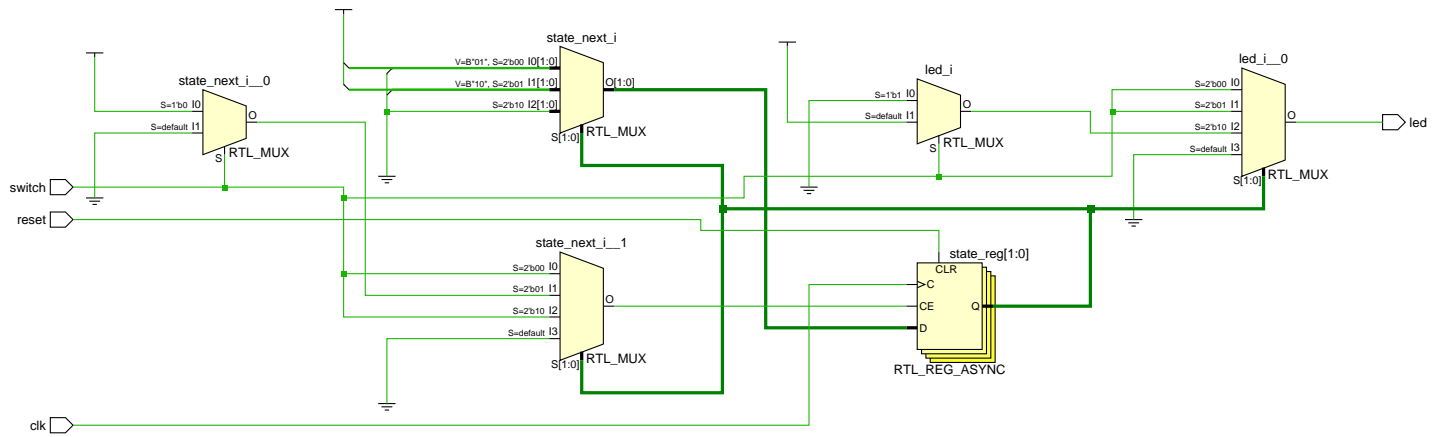 state_next_i
V=B"01", S=2'b00 I0[1:0]
V=B"10", S=2'b01 I1[1:0]
S=2'b10 I2[1:0]
O[1:0]
S[1:0]
RTL_MUX
state_next_i__0
S=1'b0 I0
S=default I1
O
S
RTL_MUX
led_i
S=1'b1 I0
S=default I1
O
S
RTL_MUX
led_i__0
S=2'b00 I0
S=2'b01 I1
S=2'b10 I2
S=default I3
O
S[1:0]
RTL_MUX
led
switch
reset
state_next_i__1
S=2'b00 I0
S=2'b01 I1
S=2'b10 I2
S=default I3
O
S[1:0]
RTL_MUX
state_reg[1:0]
CLR
C
CE
D
Q
RTL_REG_ASYNC
clk